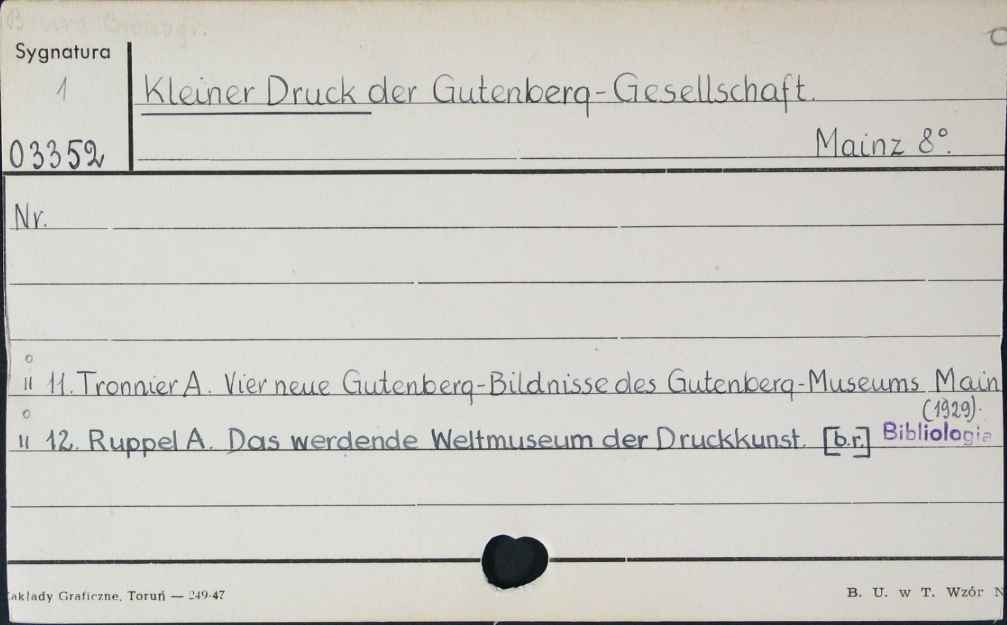 Sygnatura
1
Kleiner Druck der Gutenberg-Gesellschaft.
03352
Mainz 8°.
Nr.
11. Tronnier A. Vier neue Gutenberg-Bildnisse des Gutenberg-Museums Main
(1929).
12. Ruppel A. Das werdende Weltmuseum der Druckkunst. [b.r.] Bibliologia
akłady Graficzne, Toruń — 249-47
B. U. w T. Wzór N